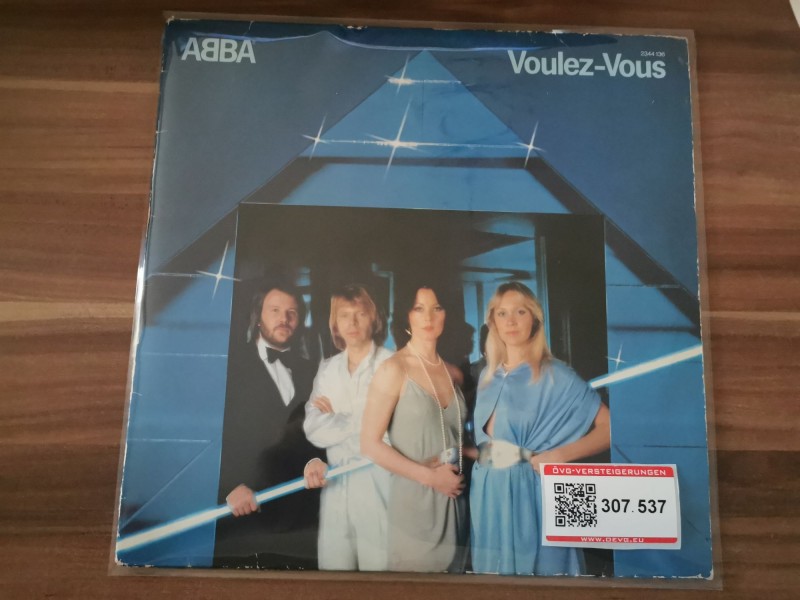 ABBA
2344 136
Voulez-Vous
ÖVG-VERSTEIGERUNGEN
307.537
WWW.OEVG.EU